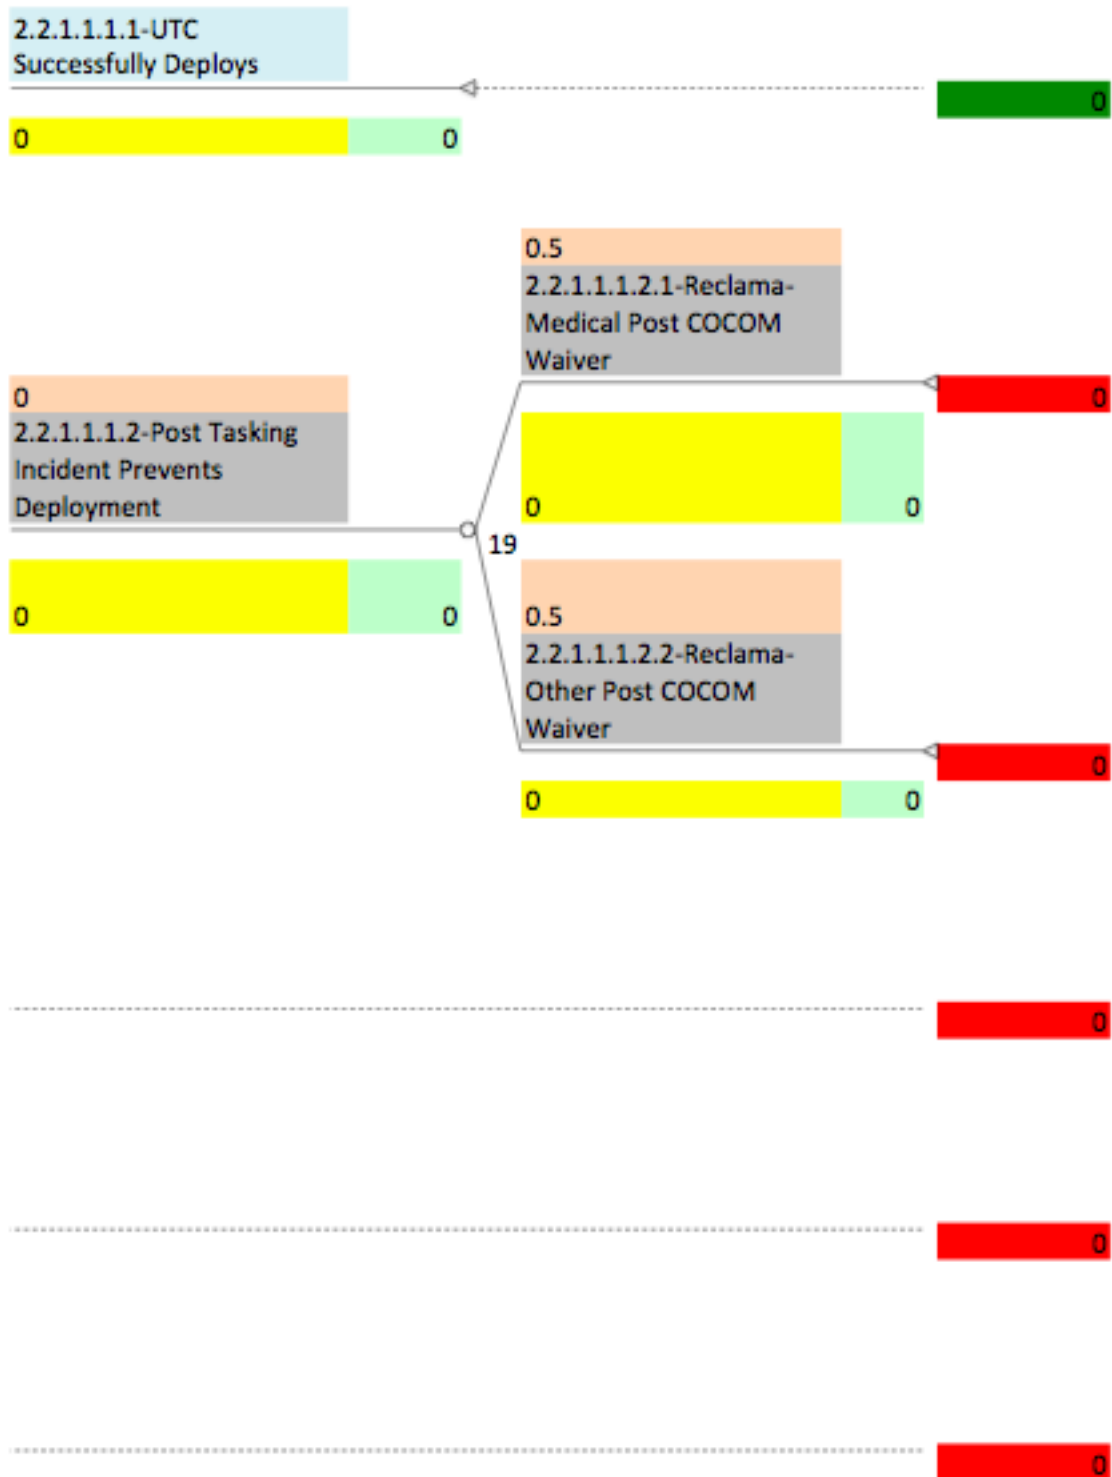 2.2.1.1.1.1-UTC
Successfully Deploys
0
0 0
0.5
2.2.1.1.1.2.1-Reclama-
Medical Post COCOM
Waiver
0
0
2.2.1.1.1.2-Post Tasking
Incident Prevents
Deployment
0 0
19
0.5
0 0
2.2.1.1.1.2.2-Reclama-
Other Post COCOM
Waiver
0
0 0
0
0
0